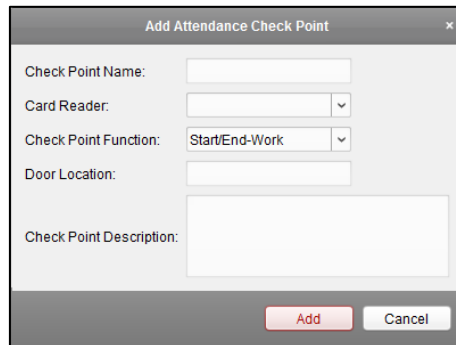 Add Attendance Check Point ×
Check Point Name:
Card Reader:
Check Point Function: Start/End-Work
Door Location:
Check Point Description:
Add Cancel